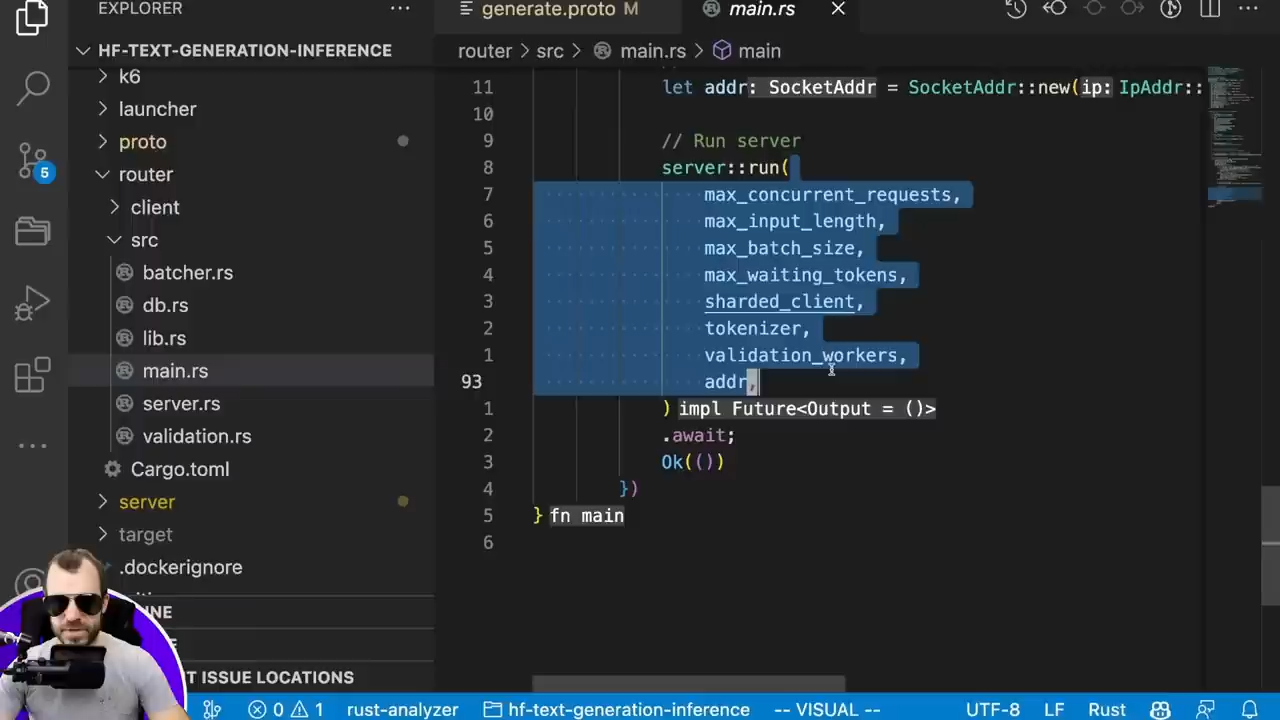 EXPLORER
generate.proto M
main.rs
HF-TEXT-GENERATION-INFERENCE
router > src > main.rs > main
k6
launcher
proto
router
client
src
batcher.rs
db.rs
lib.rs
main.rs
server.rs
validation.rs
Cargo.toml
server
target
.dockerignore
INE
T ISSUE LOCATIONS
5
11 let addr: SocketAddr = SocketAddr::new(ip: IpAddr::
10
9 // Run server
8 server::run(
7 max_concurrent_requests,
6 max_input_length,
5 max_batch_size,
4 max_waiting_tokens,
3 sharded_client,
2 tokenizer,
1 validation_workers,
93 addr,
1 ) impl Future<Output = ()>
2 .await;
3 Ok(())
4 })
5 } fn main
6
0 1 rust-analyzer hf-text-generation-inference -- VISUAL -- UTF-8 LF Rust